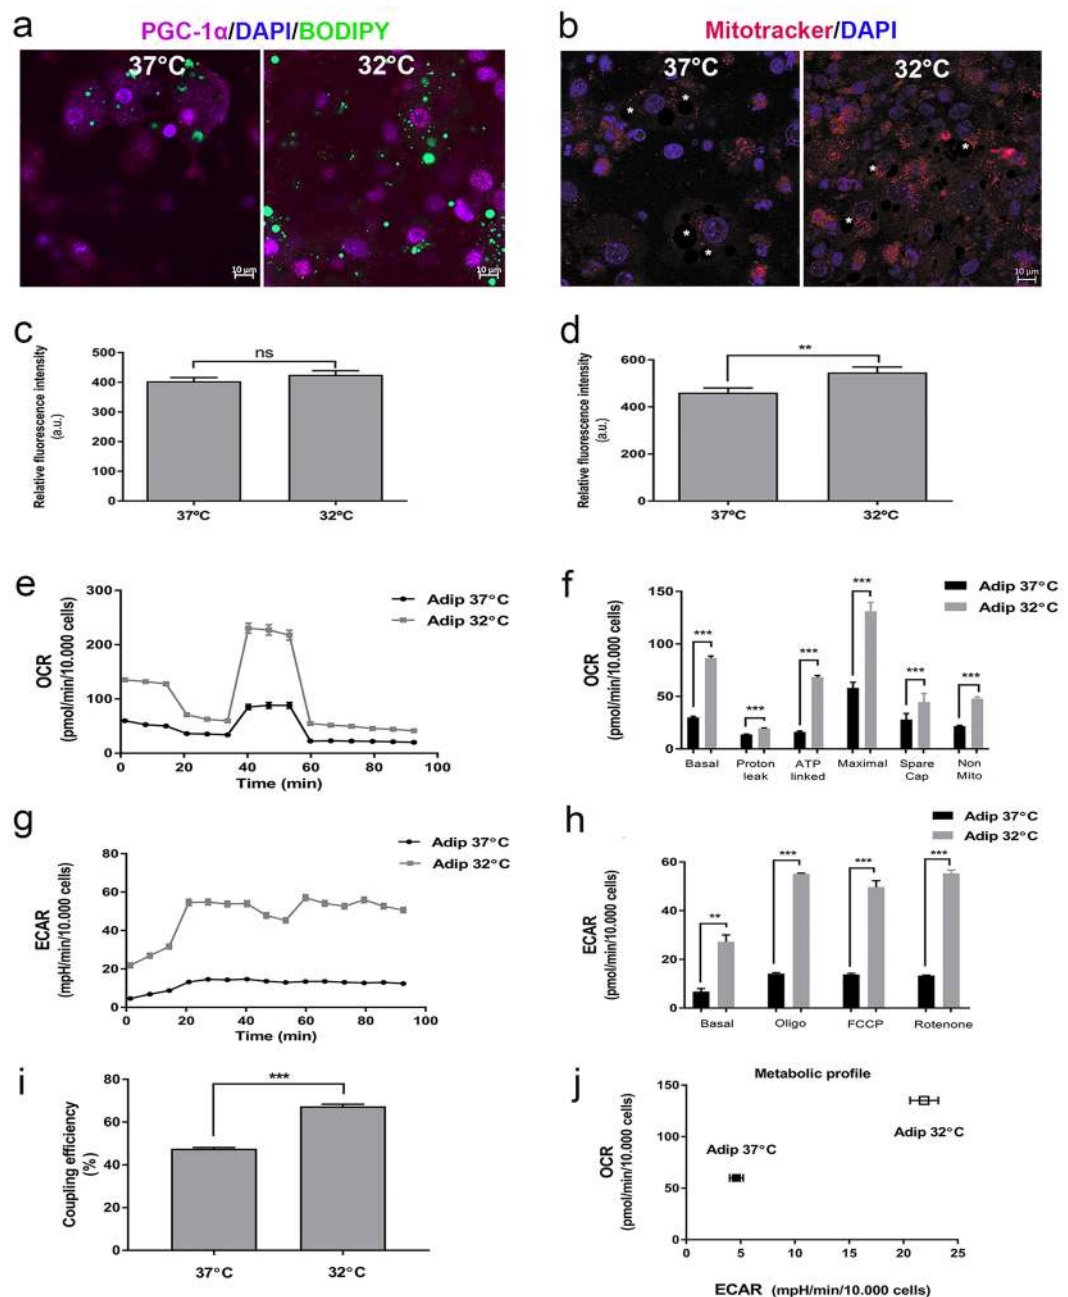 a
PGC-1α/DAPI/BODIPY
37°C
32°C
10 µm
10 µm
b
Mitotracker/DAPI
37°C
32°C
*
*
*
*
*
*
*
10 µm
c
Relative fluorescence intensity
(a.u.)
500
400
300
400
100
0
ns
37ºC
32ºC
d
Relative fluorescence intensity
(a.u.)
600
400
200
0
**
37ºC
32ºC
e
OCR
(pmol/min/10.000 cells)
300
200
100
0
0
20
40
60
80
100
Time (min)
Adip 37°C
Adip 32°C
f
OCR
(pmol/min/10.000 cells)
150
100
50
0
***
***
***
***
***
***
Basal
Proton
leak
ATP
linked
Maximal
Spare
Cap
Non
Mito
Adip 37°C
Adip 32°C
g
ECAR
(mpH/min/10.000 cells)
80
60
40
20
0
0
20
40
60
80
100
Time (min)
Adip 37°C
Adip 32°C
h
ECAR
(pmol/min/10.000 cells)
60
40
20
0
**
***
***
***
Basal
Oligo
FCCP
Rotenone
Adip 37°C
Adip 32°C
i
Coupling efficiency
(%)
80
60
40
20
0
***
37°C
32°C
j
Metabolic profile
OCR
(pmol/min/10.000 cells)
150
100
50
0
Adip 37°C
Adip 32°C
0
5
10
15
20
25
ECAR (mpH/min/10.000 cells)